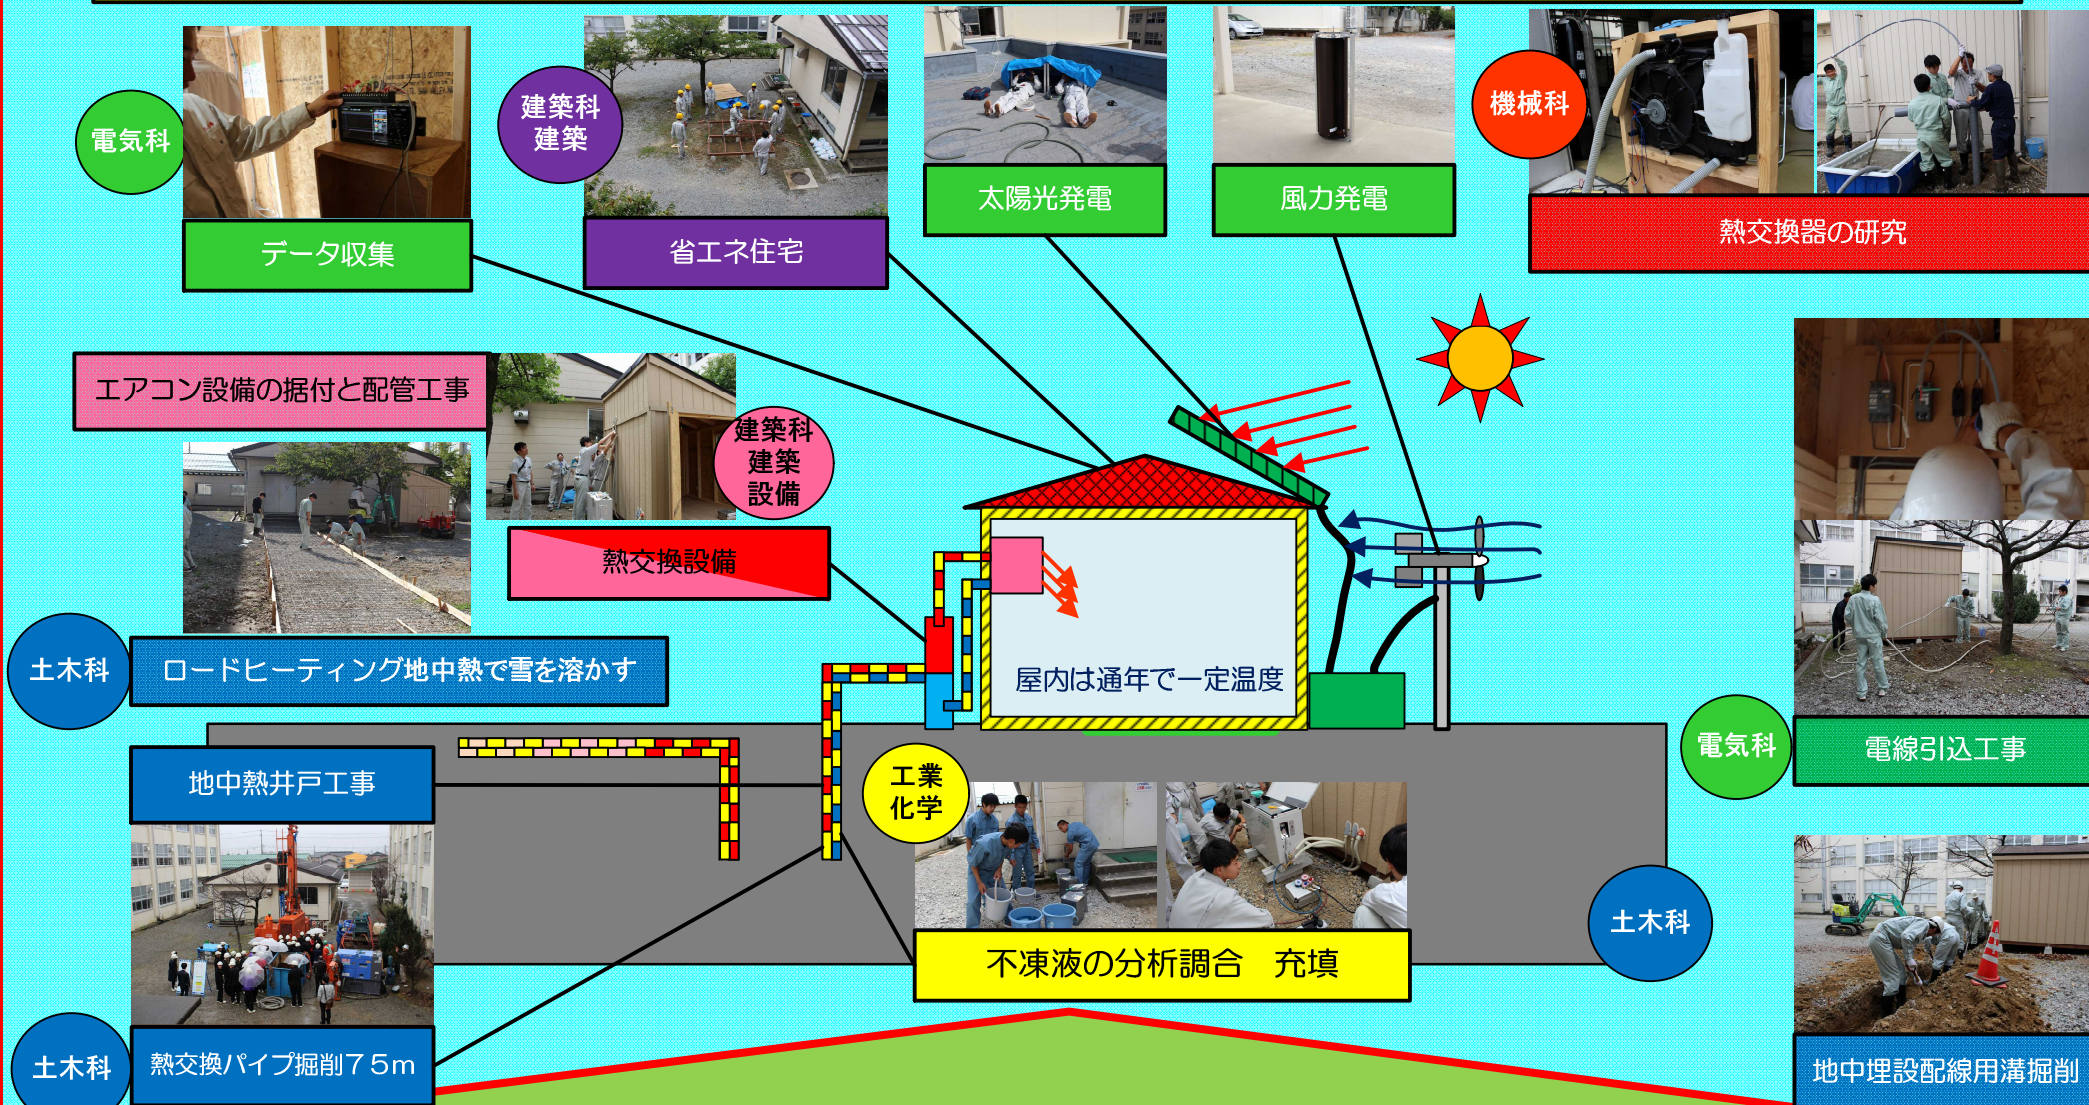 電気科
データ収集
建築科
建築
省エネ住宅
太陽光発電
風力発電
機械科
熱交換器の研究
エアコン設備の据付と配管工事
建築科
建築
設備
熱交換設備
土木科
ロードヒーティング地中熱で雪を溶かす
屋内は通年で一定温度
電気科
電線引込工事
地中熱井戸工事
工業
化学
不凍液の分析調合　充填
土木科
土木科
熱交換パイプ掘削７５ｍ
地中埋設配線用溝掘削